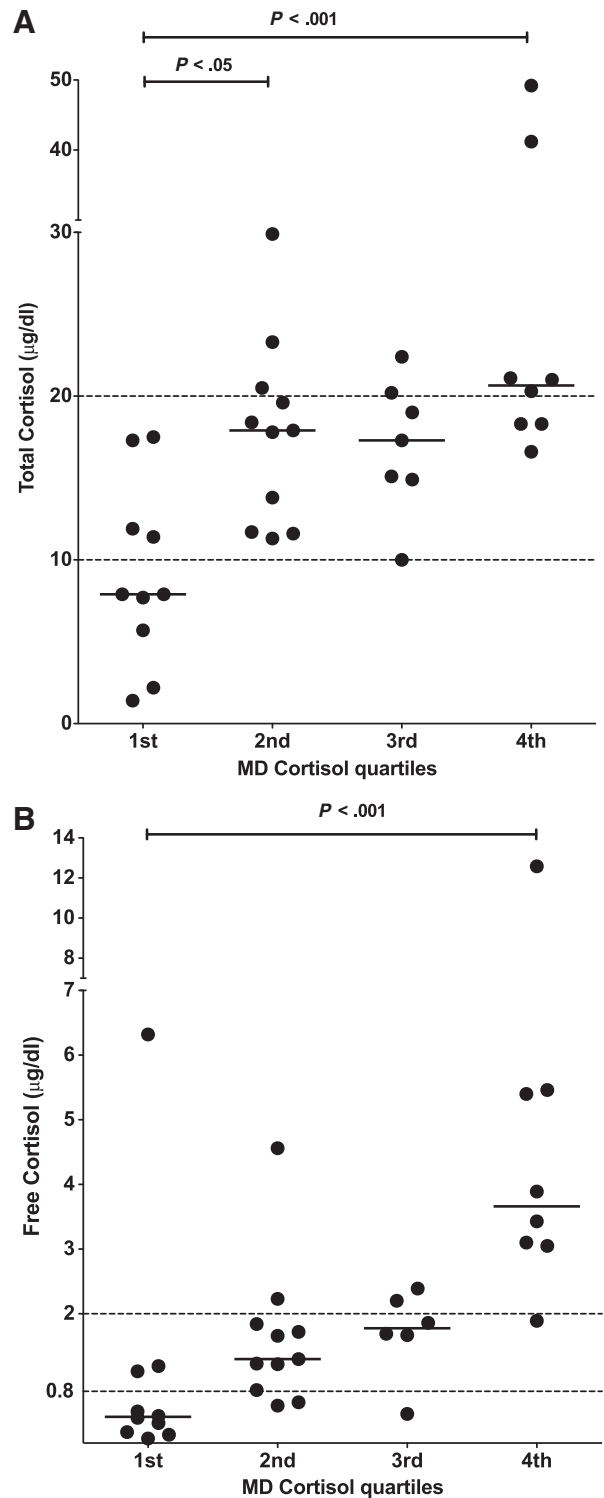 A
P < .001
P < .05
50
40
30
20
10
0
Total Cortisol (µg/dl)
1st 2nd 3rd 4th
MD Cortisol quartiles
B
P < .001
14
12
10
8
7
6
5
4
3
2
0.8
Free Cortisol (µg/dl)
1st 2nd 3rd 4th
MD Cortisol quartiles